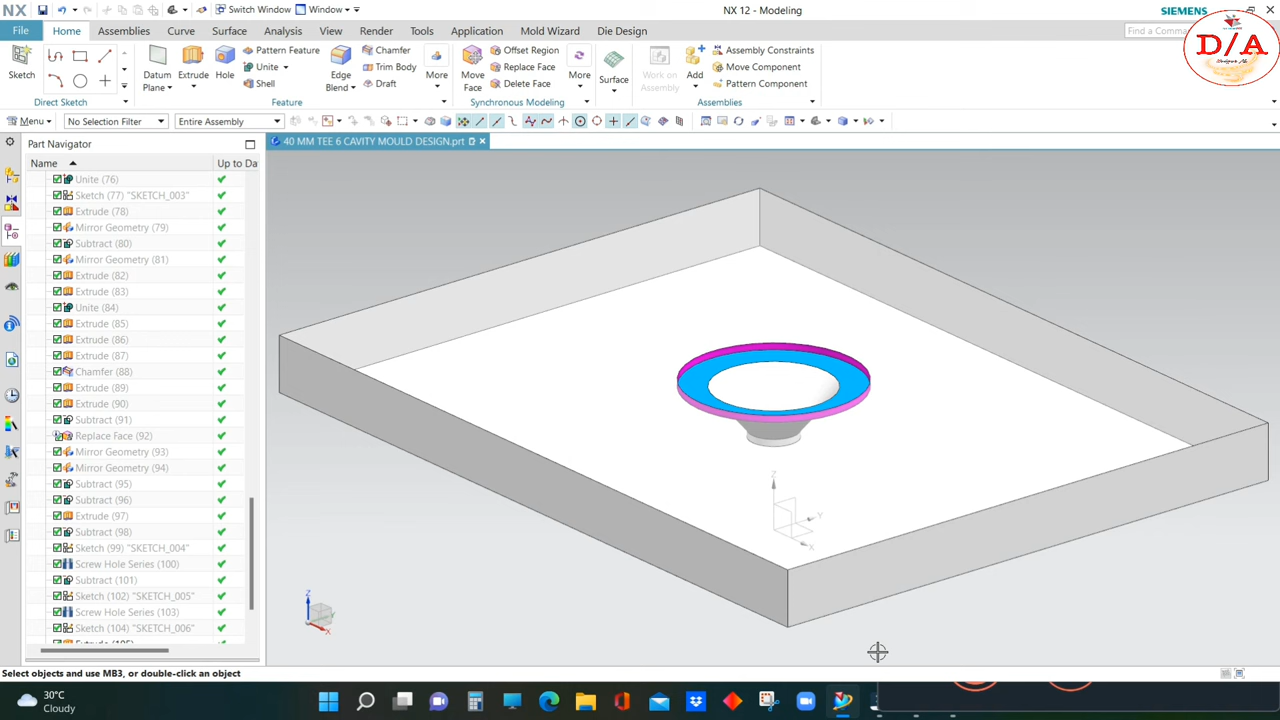 NX
Switch Window
Window
NX 12 - Modeling
SIEMENS
File
Home
Assemblies
Curve
Surface
Analysis
View
Render
Tools
Application
Mold Wizard
Die Design
Find a Comma
D/A
Sketch
Direct Sketch
Datum Plane
Extrude
Hole
Pattern Feature
Unite
Shell
Edge Blend
Chamfer
Trim Body
Draft
More
Feature
Move Face
Offset Region
Replace Face
Delete Face
More
Synchronous Modeling
Surface
Work on Assembly
Add
Assembly Constraints
Move Component
Pattern Component
Assemblies
Menu
No Selection Filter
Entire Assembly
Part Navigator
40 MM TEE 6 CAVITY MOULD DESIGN.prt
Name
Up to Da
Unite (76)
Sketch (77) "SKETCH_003"
Extrude (78)
Mirror Geometry (79)
Subtract (80)
Mirror Geometry (81)
Extrude (82)
Extrude (83)
Unite (84)
Extrude (85)
Extrude (86)
Extrude (87)
Chamfer (88)
Extrude (89)
Extrude (90)
Subtract (91)
Replace Face (92)
Mirror Geometry (93)
Mirror Geometry (94)
Subtract (95)
Subtract (96)
Extrude (97)
Subtract (98)
Sketch (99) "SKETCH_004"
Screw Hole Series (100)
Subtract (101)
Sketch (102) "SKETCH_005"
Screw Hole Series (103)
Sketch (104) "SKETCH_006"
Extrude (105)
Z
Y
X
Z
Y
X
Select objects and use MB3, or double-click an object
30°C
Cloudy